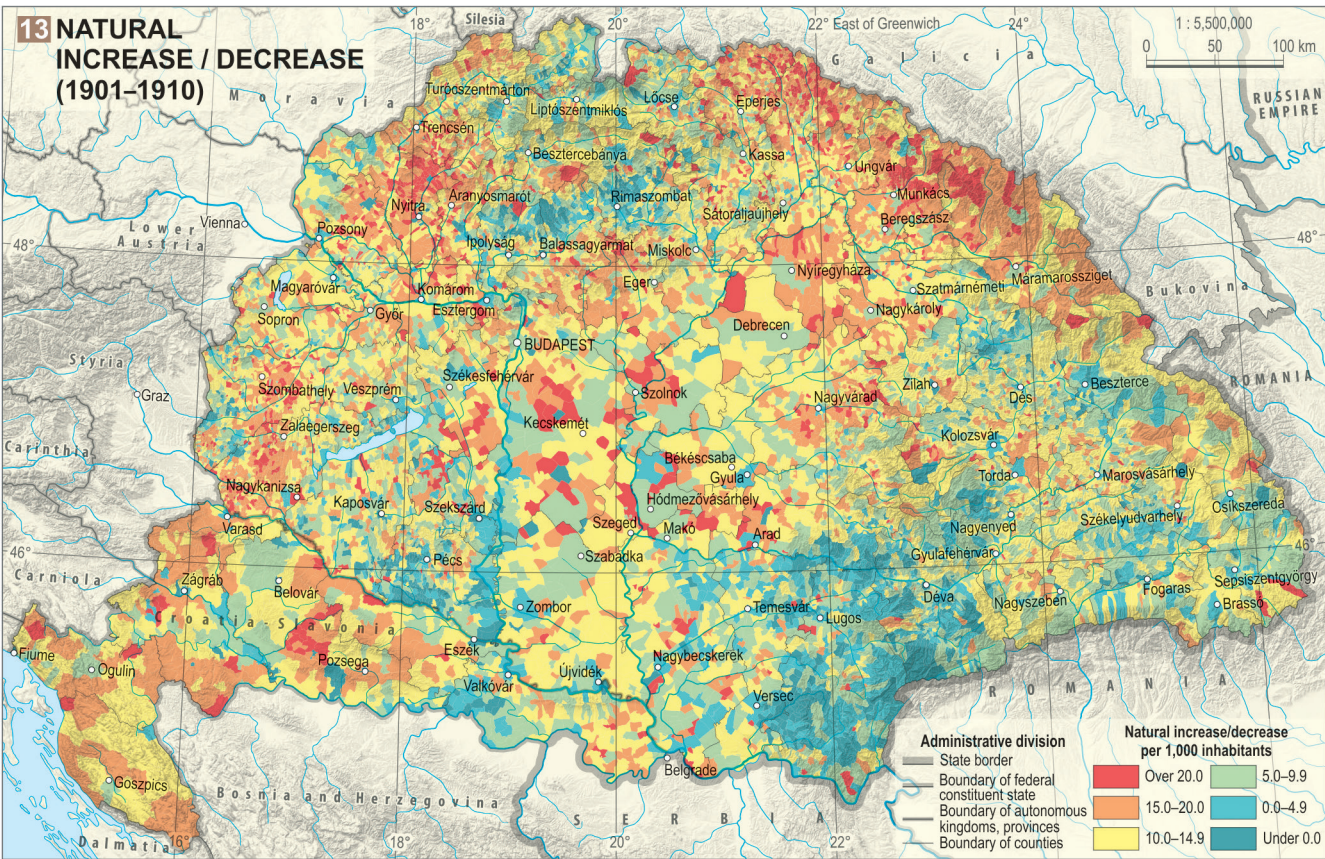 13 NATURAL
INCREASE / DECREASE
(1901–1910)
18°
Silesia
20°
22° East of Greenwich
24°
1 : 5,500,000
0 50 100 km
Galicia
Moravia
RUSSIAN
EMPIRE
Turócszentmárton
Liptószentmiklós
Lőcse
Eperjes
Trencsén
Besztercebánya
Kassa
Ungvár
Aranyosmarót
Rimaszombat
Munkács
Nyitra
Sátoraljaújhely
Beregszász
Vienna
Pozsony
Lower
Austria
48°
Ipolyság
Balassagyarmat
Miskolc
48°
Magyaróvár
Komárom
Eger
Nyíregyháza
Máramarossziget
Sopron
Győr
Esztergom
Szatmárnémeti
Bukovina
Debrecen
Nagykároly
BUDAPEST
Styria
Graz
Szombathely
Veszprém
Székesfehérvár
Szolnok
Zilah
Dés
Beszterce
ROMANIA
Nagyvárad
Zalaegerszeg
Kecskemét
Kolozsvár
Carinthia
Békéscsaba
Gyula
Torda
Marosvásárhely
Nagykanizsa
Kaposvár
Szekszárd
Hódmezővásárhely
Csíkszereda
Varasd
Szeged
Makó
Arad
Nagyenyed
Székelyudvarhely
46°
Pécs
Szabadka
Gyulafehérvár
46°
Carniola
Zágráb
Belovár
Zombor
Temesvár
Lugos
Déva
Nagyszeben
Fogaras
Sepsiszentgyörgy
Brassó
Croatia-Slavonia
Fiume
Ogulin
Pozsega
Eszék
Valkóvár
Újvidék
Nagybecskerek
Versec
ROMANIA
Goszpics
Belgrade
Bosnia and Herzegovina
SERBIA
Dalmatia
16°
18°
20°
22°
Administrative division
State border
Boundary of federal
constituent state
Boundary of autonomous
kingdoms, provinces
Boundary of counties
Natural increase/decrease
per 1,000 inhabitants
Over 20.0
15.0–20.0
10.0–14.9
5.0–9.9
0.0–4.9
Under 0.0